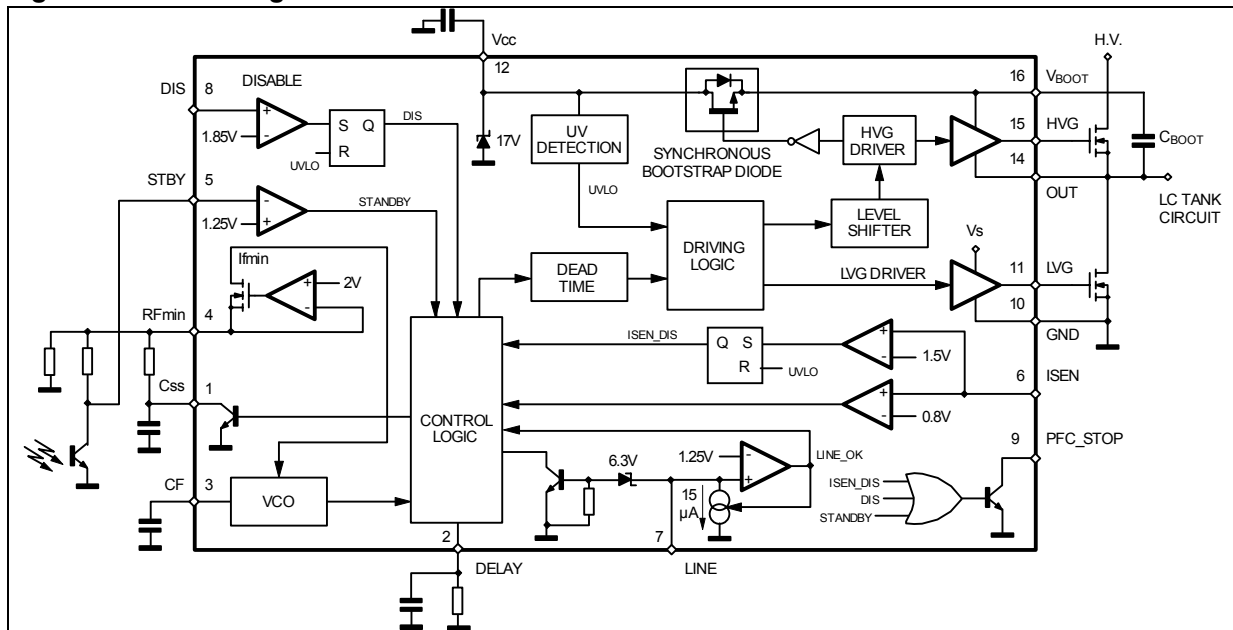 Vcc
H.V.
12
16
VBOOT
DIS
8
DISABLE
1.85V
S
Q
R
DIS
UVLO
17V
UV
DETECTION
SYNCHRONOUS
BOOTSTRAP DIODE
HVG
DRIVER
15
HVG
CBOOT
14
OUT
LC TANK
CIRCUIT
STBY
5
1.25V
STANDBY
UVLO
DRIVING
LOGIC
LEVEL
SHIFTER
Vs
Ifmin
2V
DEAD
TIME
LVG DRIVER
11
LVG
10
GND
RFmin
4
ISEN_DIS
Q
S
R
UVLO
1.5V
6
ISEN
Css
1
CONTROL
LOGIC
0.8V
9
PFC_STOP
6.3V
1.25V
LINE_OK
ISEN_DIS
DIS
STANDBY
CF
3
VCO
15
µA
2
DELAY
7
LINE